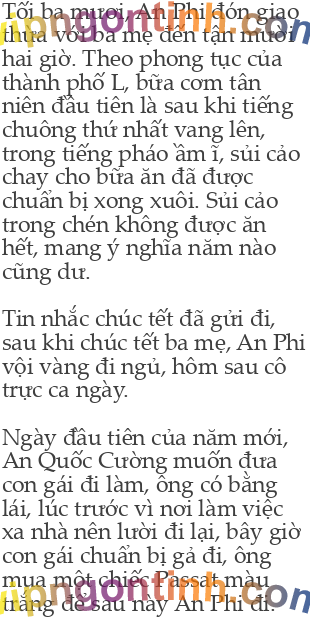 Tối ba mươi, An Phi đón giao
thừa với ba mẹ đến tận mười
hai giờ. Theo phong tục của
thành phố L, bữa cơm tân
niên đầu tiên là sau khi tiếng
chuông thứ nhất vang lên,
trong tiếng pháo ầm ĩ, sủi cảo
chay cho bữa ăn đã được
chuẩn bị xong xuôi. Sủi cảo
trong chén không được ăn
hết, mang ý nghĩa năm nào
cũng dư.
Tin nhắc chúc tết đã gửi đi,
sau khi chúc tết ba mẹ, An Phi
vội vàng đi ngủ, hôm sau cô
trực ca ngày.
Ngày đầu tiên của năm mới,
An Quốc Cường muốn đưa
con gái đi làm, ông có bằng
lái, lúc trước vì nơi làm việc
xa nhà nên lười đi lại, bây giờ
con gái chuẩn bị gả đi, ông
mua một chiếc Passat màu
trắng để sau này An Phi đi.